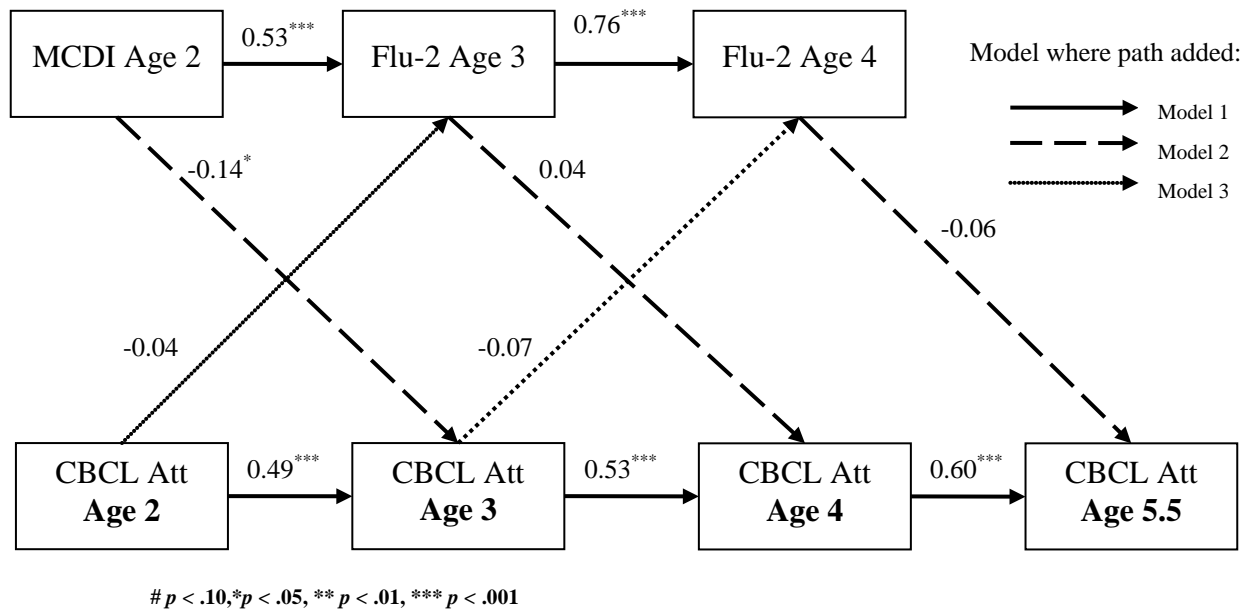 0.53***
0.76***
MCDI Age 2
Flu-2 Age 3
Flu-2 Age 4
Model where path added:
Model 1
Model 2
Model 3
-0.14*
0.04
-0.06
-0.04
-0.07
CBCL Att
Age 2
0.49***
CBCL Att
Age 3
0.53***
CBCL Att
Age 4
0.60***
CBCL Att
Age 5.5
# p < .10,*p < .05, ** p < .01, *** p < .001